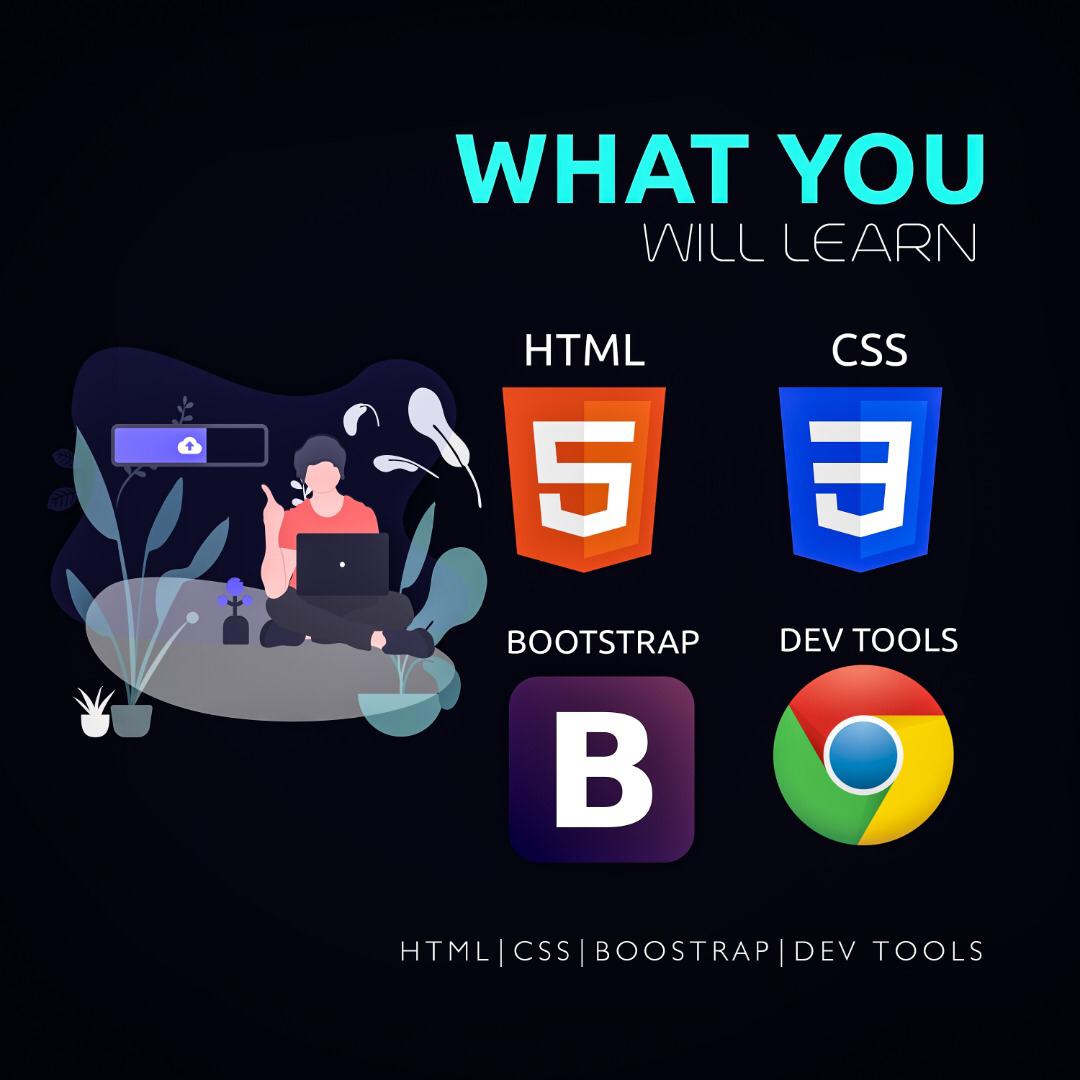 WHAT YOU
WILL LEARN
HTML
CSS
5
3
BOOTSTRAP
DEV TOOLS
B
HTML|CSS|BOOSTRAP|DEV TOOLS